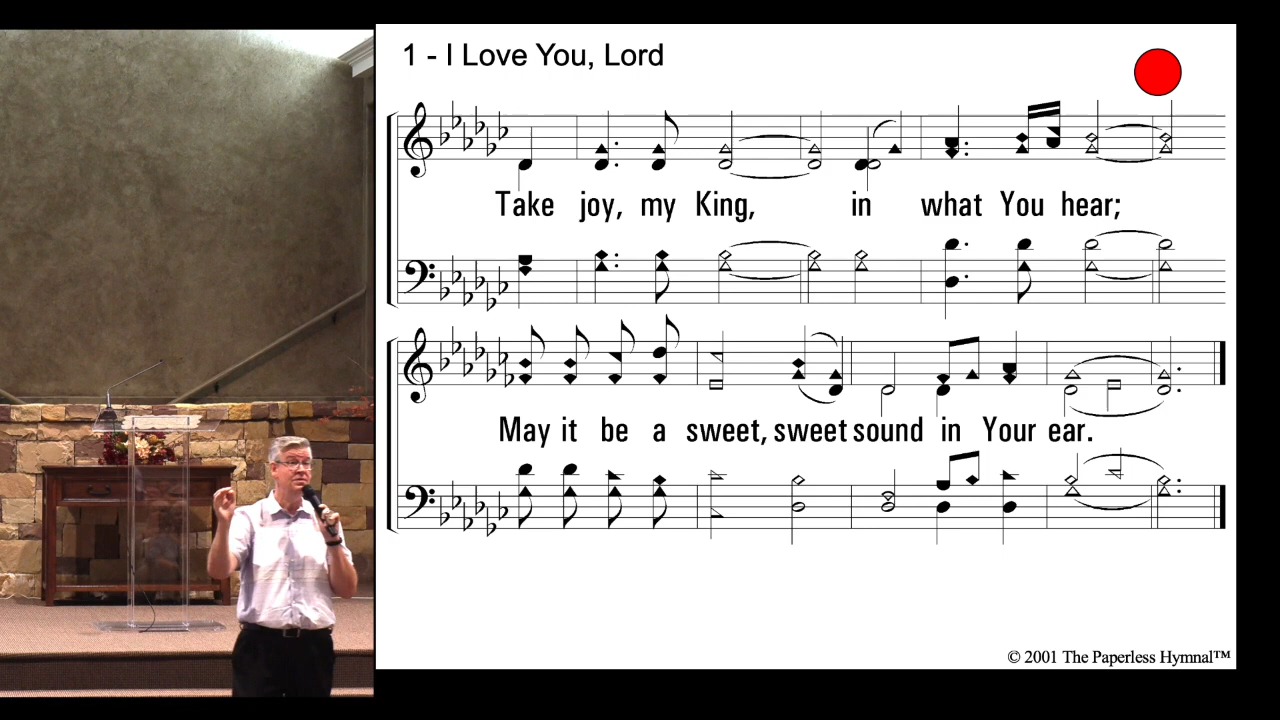 1 - I Love You, Lord
Take joy, my King, in what You hear;
May it be a sweet, sweet sound in Your ear.
© 2001 The Paperless Hymnal™